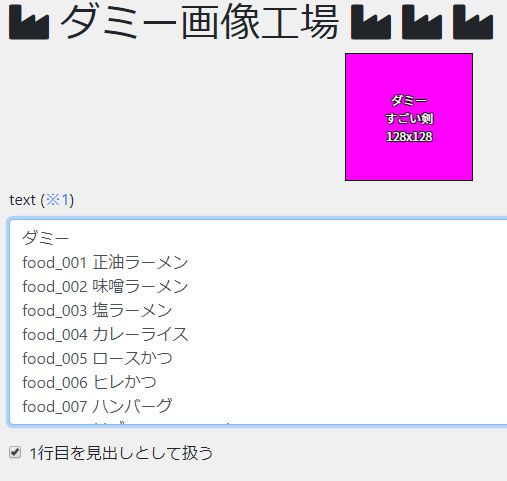 ダミー画像工場
ダミー
すごい剣
128x128
text (※1)
ダミー
food_001 正油ラーメン
food_002 味噌ラーメン
food_003 塩ラーメン
food_004 カレーライス
food_005 ロースかつ
food_006 ヒレかつ
food_007 ハンバーグ
1行目を見出しとして扱う